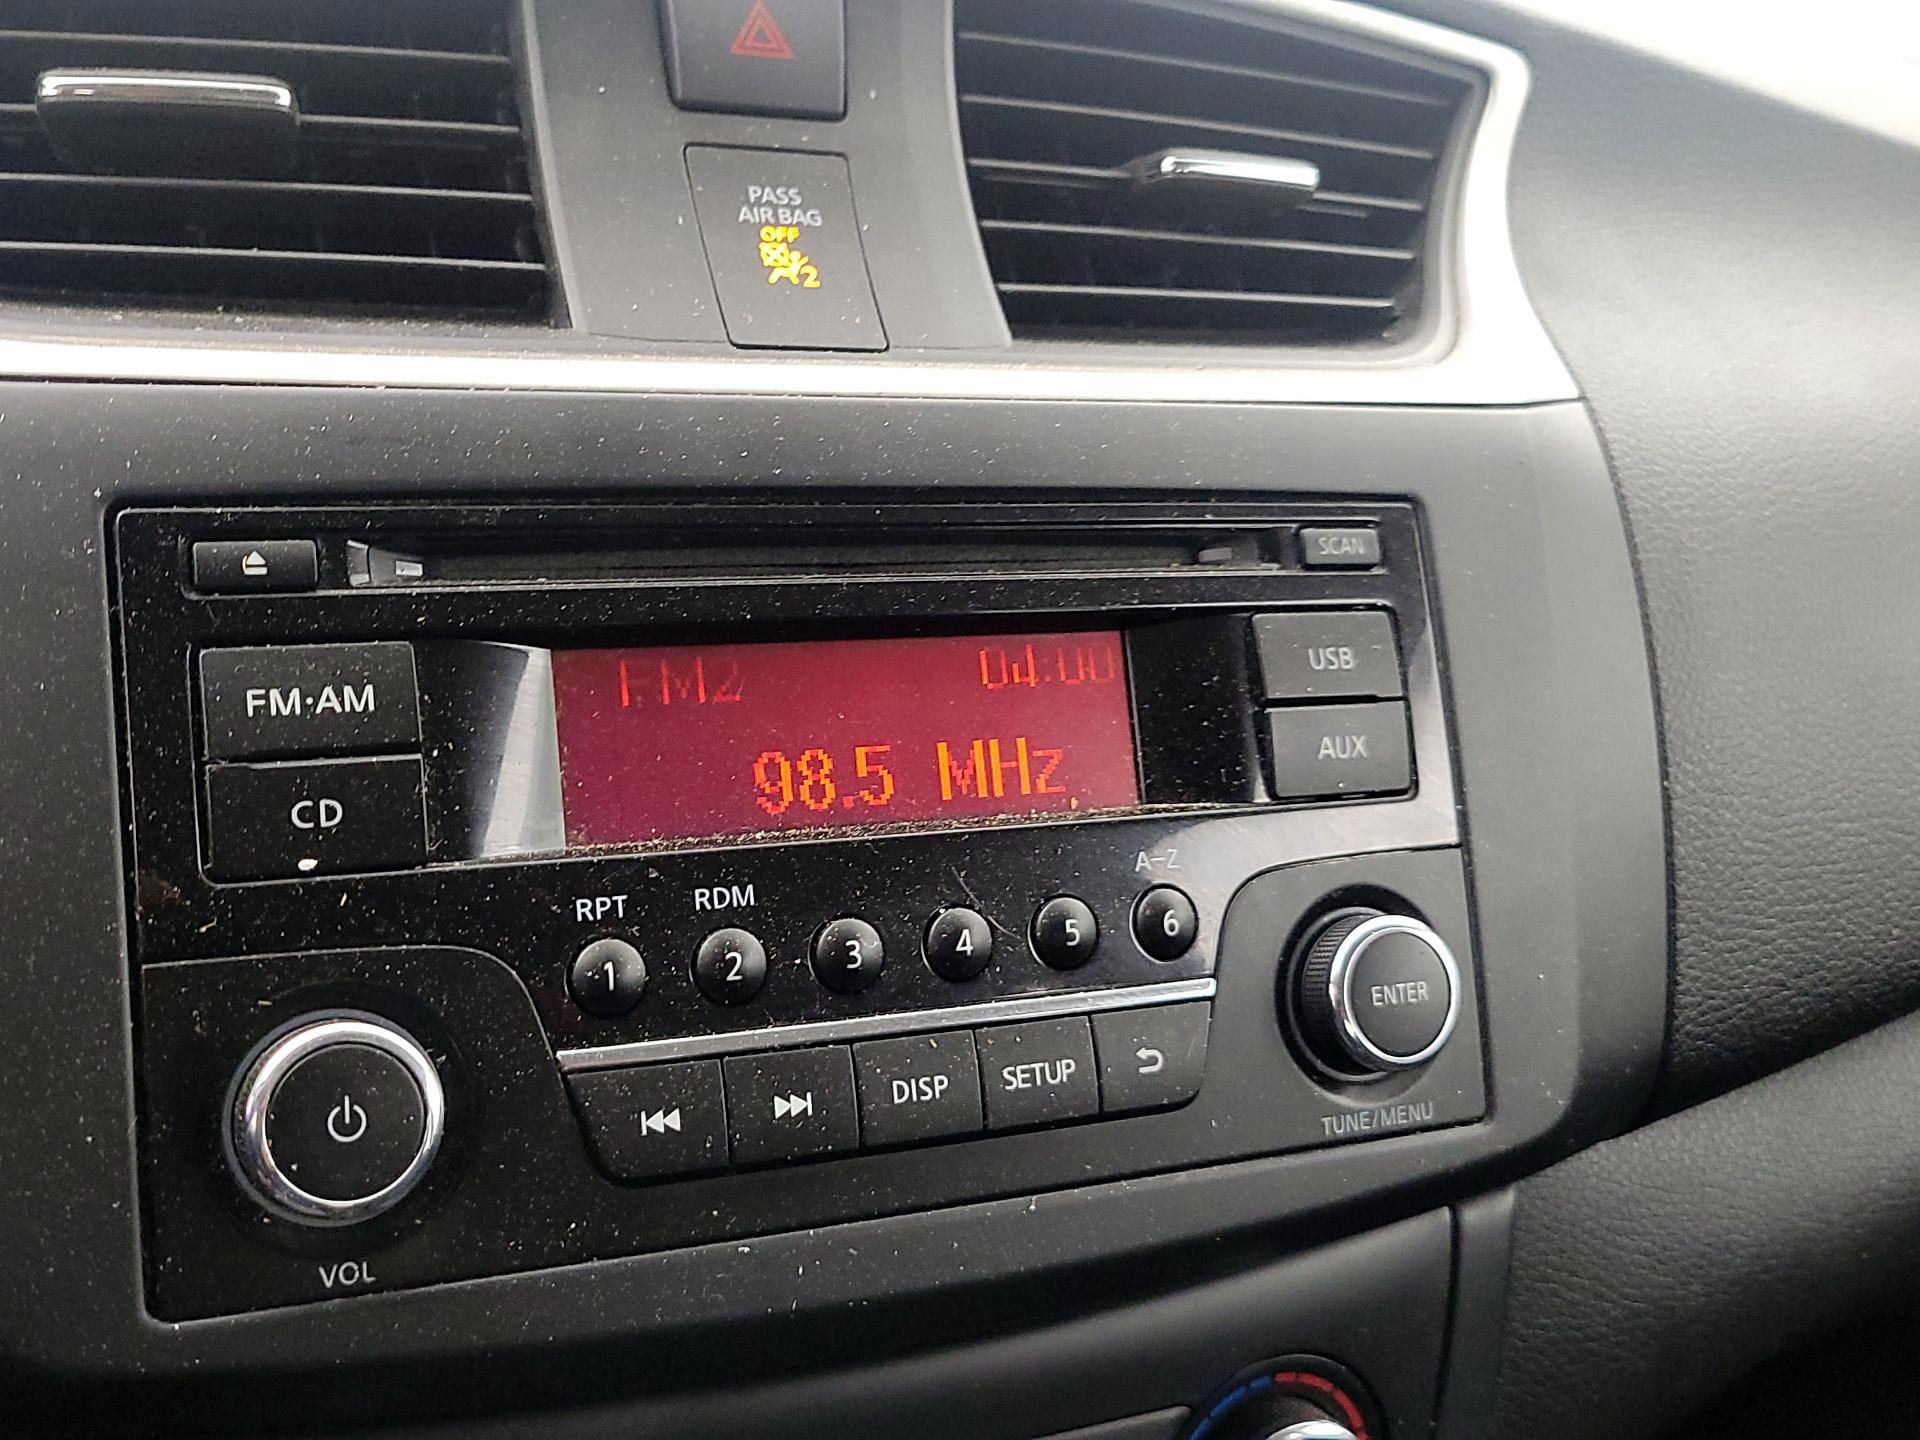 PASS
AIR BAG
OFF
2
SCAN
FM·AM
FM2 04:00
USB
98.5 MHz
AUX
CD
RPT RDM A-Z
1 2 3 4 5 6
ENTER
DISP SETUP
TUNE/MENU
VOL